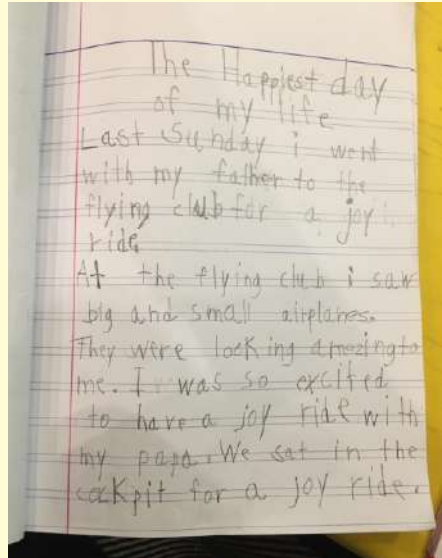 The Happiest day
of my life
Last Sunday i went
with my father to the
flying club for a joy
ride.
At the flying club i saw
big and small airplanes.
They were looking amezing to
me. I was so excited
to have a joy ride with
my papa. We sat in the
cockpit for a joy ride.